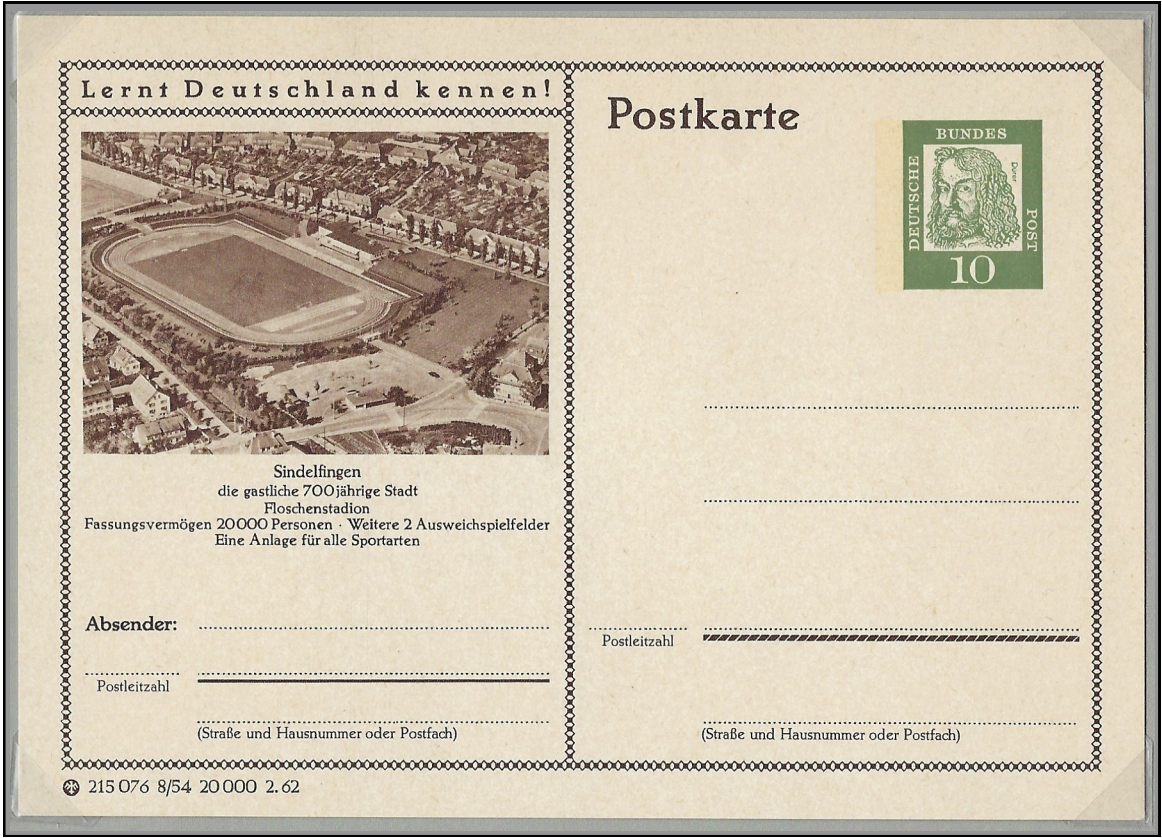 Lernt Deutschland kennen!
Sindelfingen
die gastliche 700jährige Stadt
Floschenstadion
Fassungsvermögen 20000 Personen · Weitere 2 Ausweichspielfelder
Eine Anlage für alle Sportarten
Absender:
Postleitzahl
(Straße und Hausnummer oder Postfach)
215 076 8/54 20 000 2.62
Postkarte
DEUTSCHE
BUNDES
POST
Dürer
10
Postleitzahl
(Straße und Hausnummer oder Postfach)